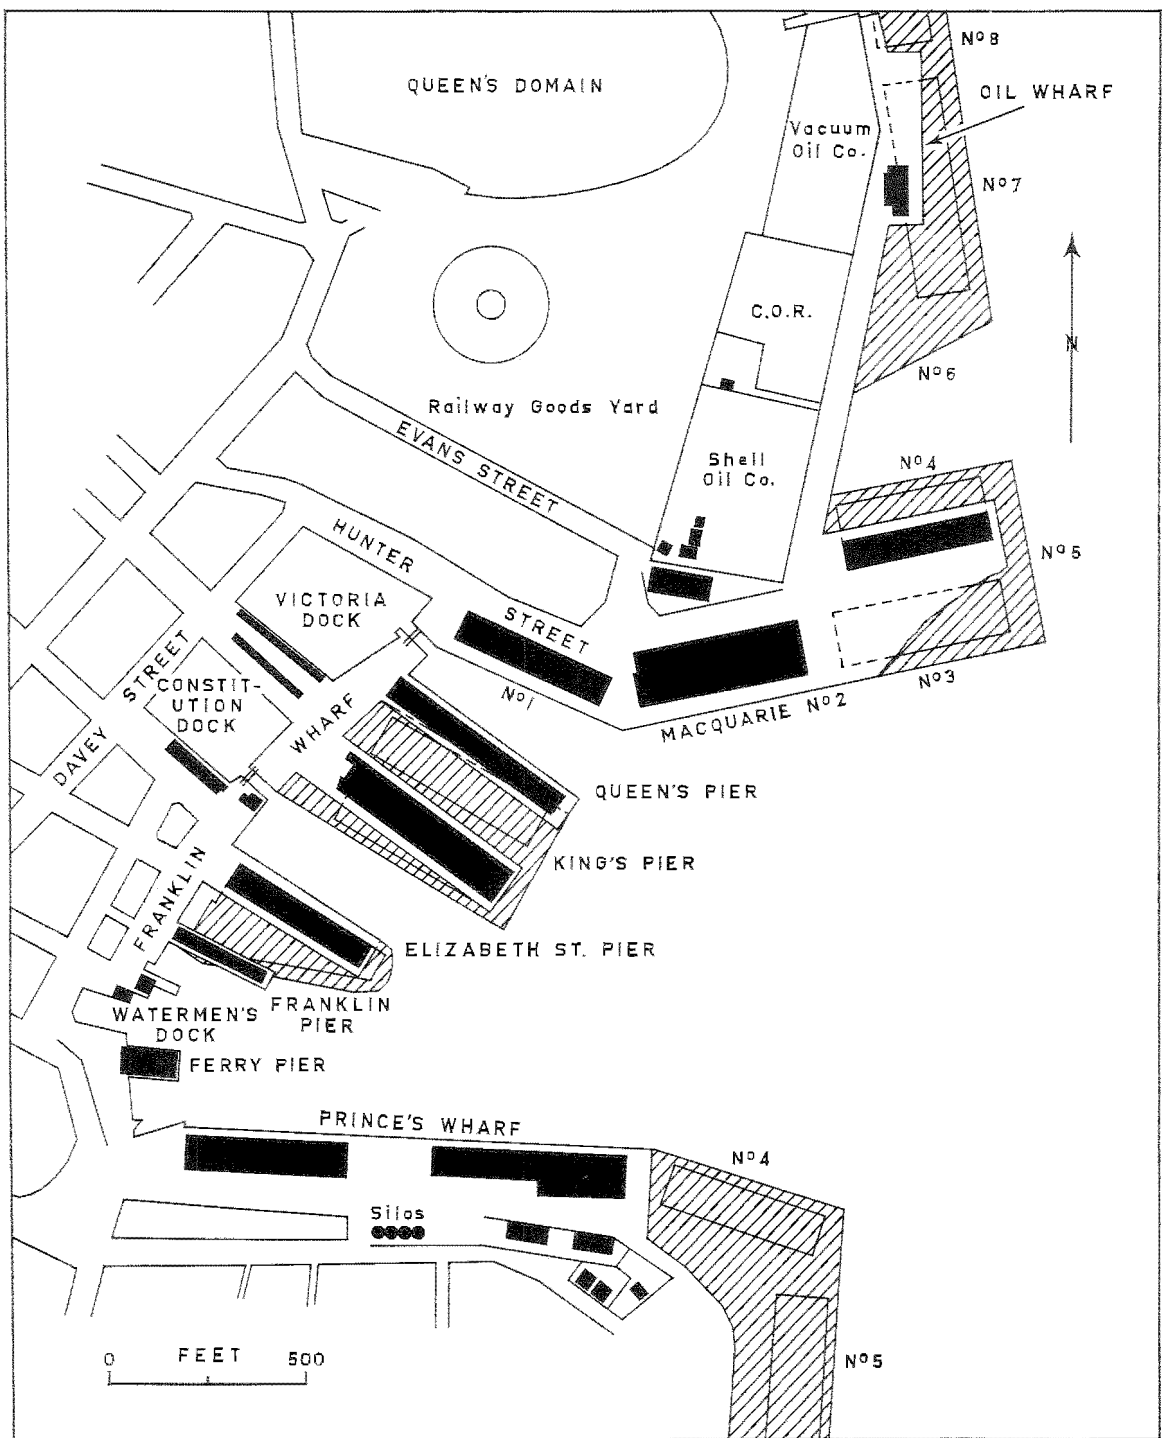 Nº8
QUEEN'S DOMAIN
OIL WHARF
Vacuum
Oil Co.
Nº7
C.O.R.
N
Nº6
Railway Goods Yard
EVANS STREET
Shell
Oil Co.
Nº4
HUNTER
STREET
Nº5
VICTORIA
DOCK
DAVEY
STREET
CONSTIT-
UTION
DOCK
Nº1
Nº3
MACQUARIE Nº2
WHARF
QUEEN'S PIER
KING'S PIER
FRANKLIN
ELIZABETH ST. PIER
WATERMEN'S
DOCK
FRANKLIN
PIER
FERRY PIER
PRINCE'S WHARF
Nº4
Silos
Nº5
0 FEET 500